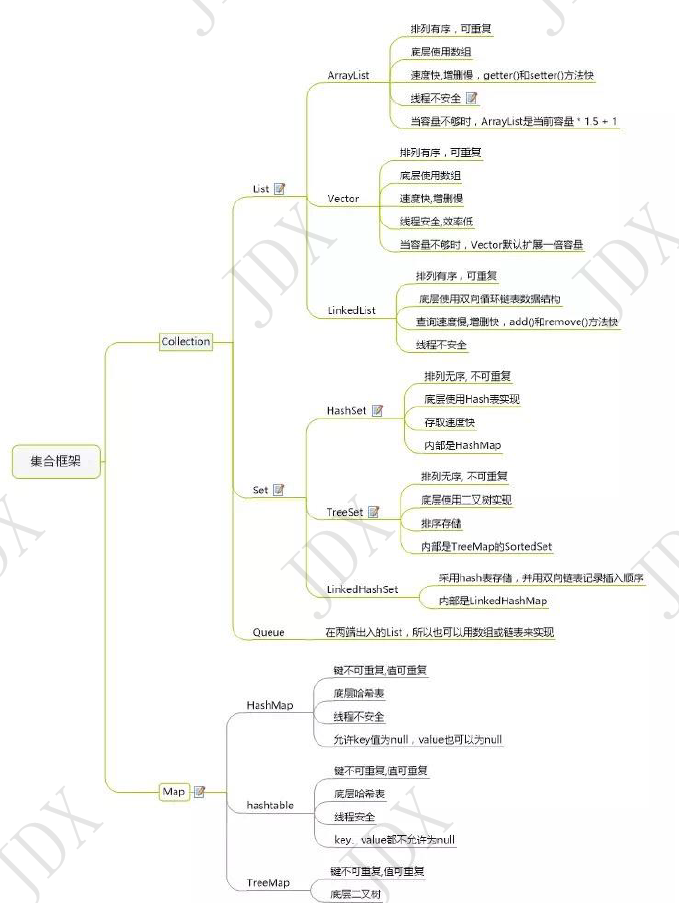 集合框架
Collection
List
ArrayList
排列有序，可重复
底层使用数组
速度快,增删慢，getter()和setter()方法快
线程不安全
当容量不够时，ArrayList是当前容量 * 1.5 + 1
Vector
排列有序，可重复
底层使用数组
速度快,增删慢
线程安全,效率低
当容量不够时，Vector默认扩展一倍容量
LinkedList
排列有序，可重复
底层使用双向循环链表数据结构
查询速度慢,增删快，add()和remove()方法快
线程不安全
Set
HashSet
排列无序, 不可重复
底层使用Hash表实现
存取速度快
内部是HashMap
TreeSet
排列无序, 不可重复
底层使用二叉树实现
排序存储
内部是TreeMap的SortedSet
LinkedHashSet
采用hash表存储，并用双向链表记录插入顺序
内部是LinkedHashMap
Queue
在两端出入的List，所以也可以用数组或链表来实现
Map
HashMap
键不可重复,值可重复
底层哈希表
线程不安全
允许key值为null，value也可以为null
hashtable
键不可重复,值可重复
底层哈希表
线程安全
key、value都不允许为null
TreeMap
键不可重复,值可重复
底层二叉树
JDX
JDX
JDX
JDX
JDX